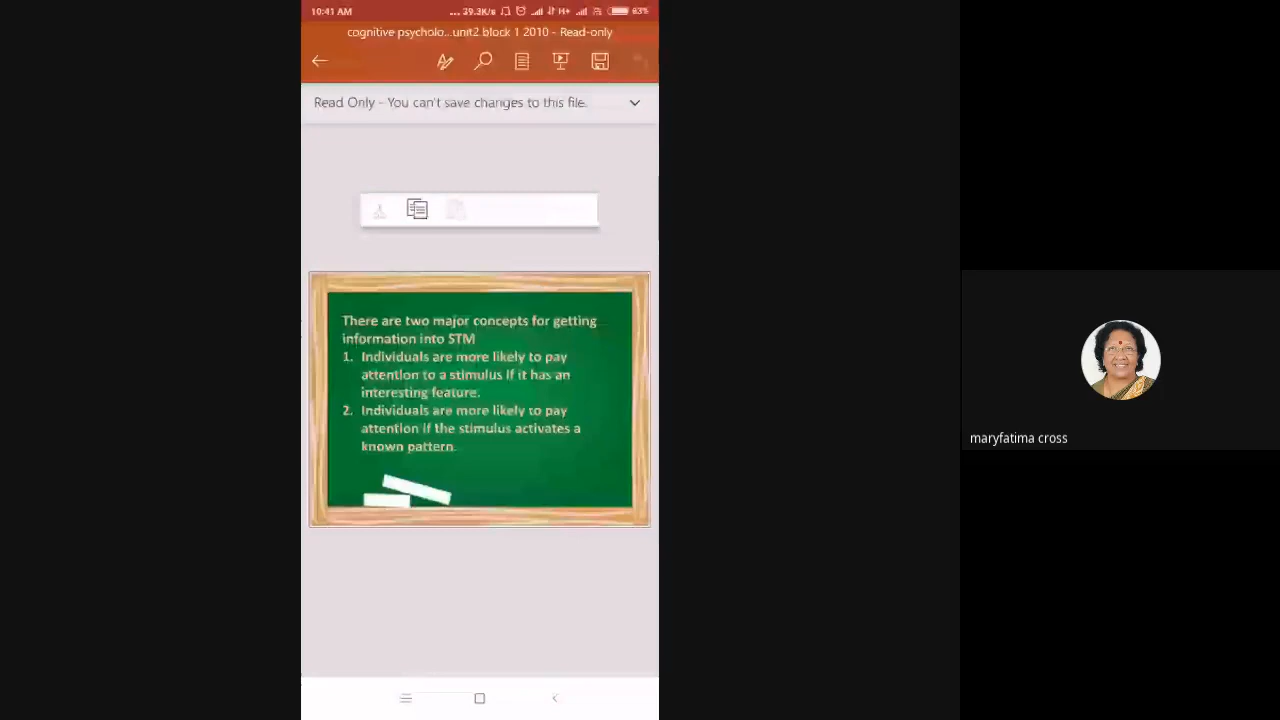 10:41 AM
... 39.3K/s
H+
63%
cognitive psycholo...unit2 block 1 2010 - Read-only
Read Only - You can't save changes to this file.
There are two major concepts for getting
information into STM
1. Individuals are more likely to pay
attention to a stimulus if it has an
interesting feature.
2. Individuals are more likely to pay
attention if the stimulus activates a
known pattern.
maryfatima cross